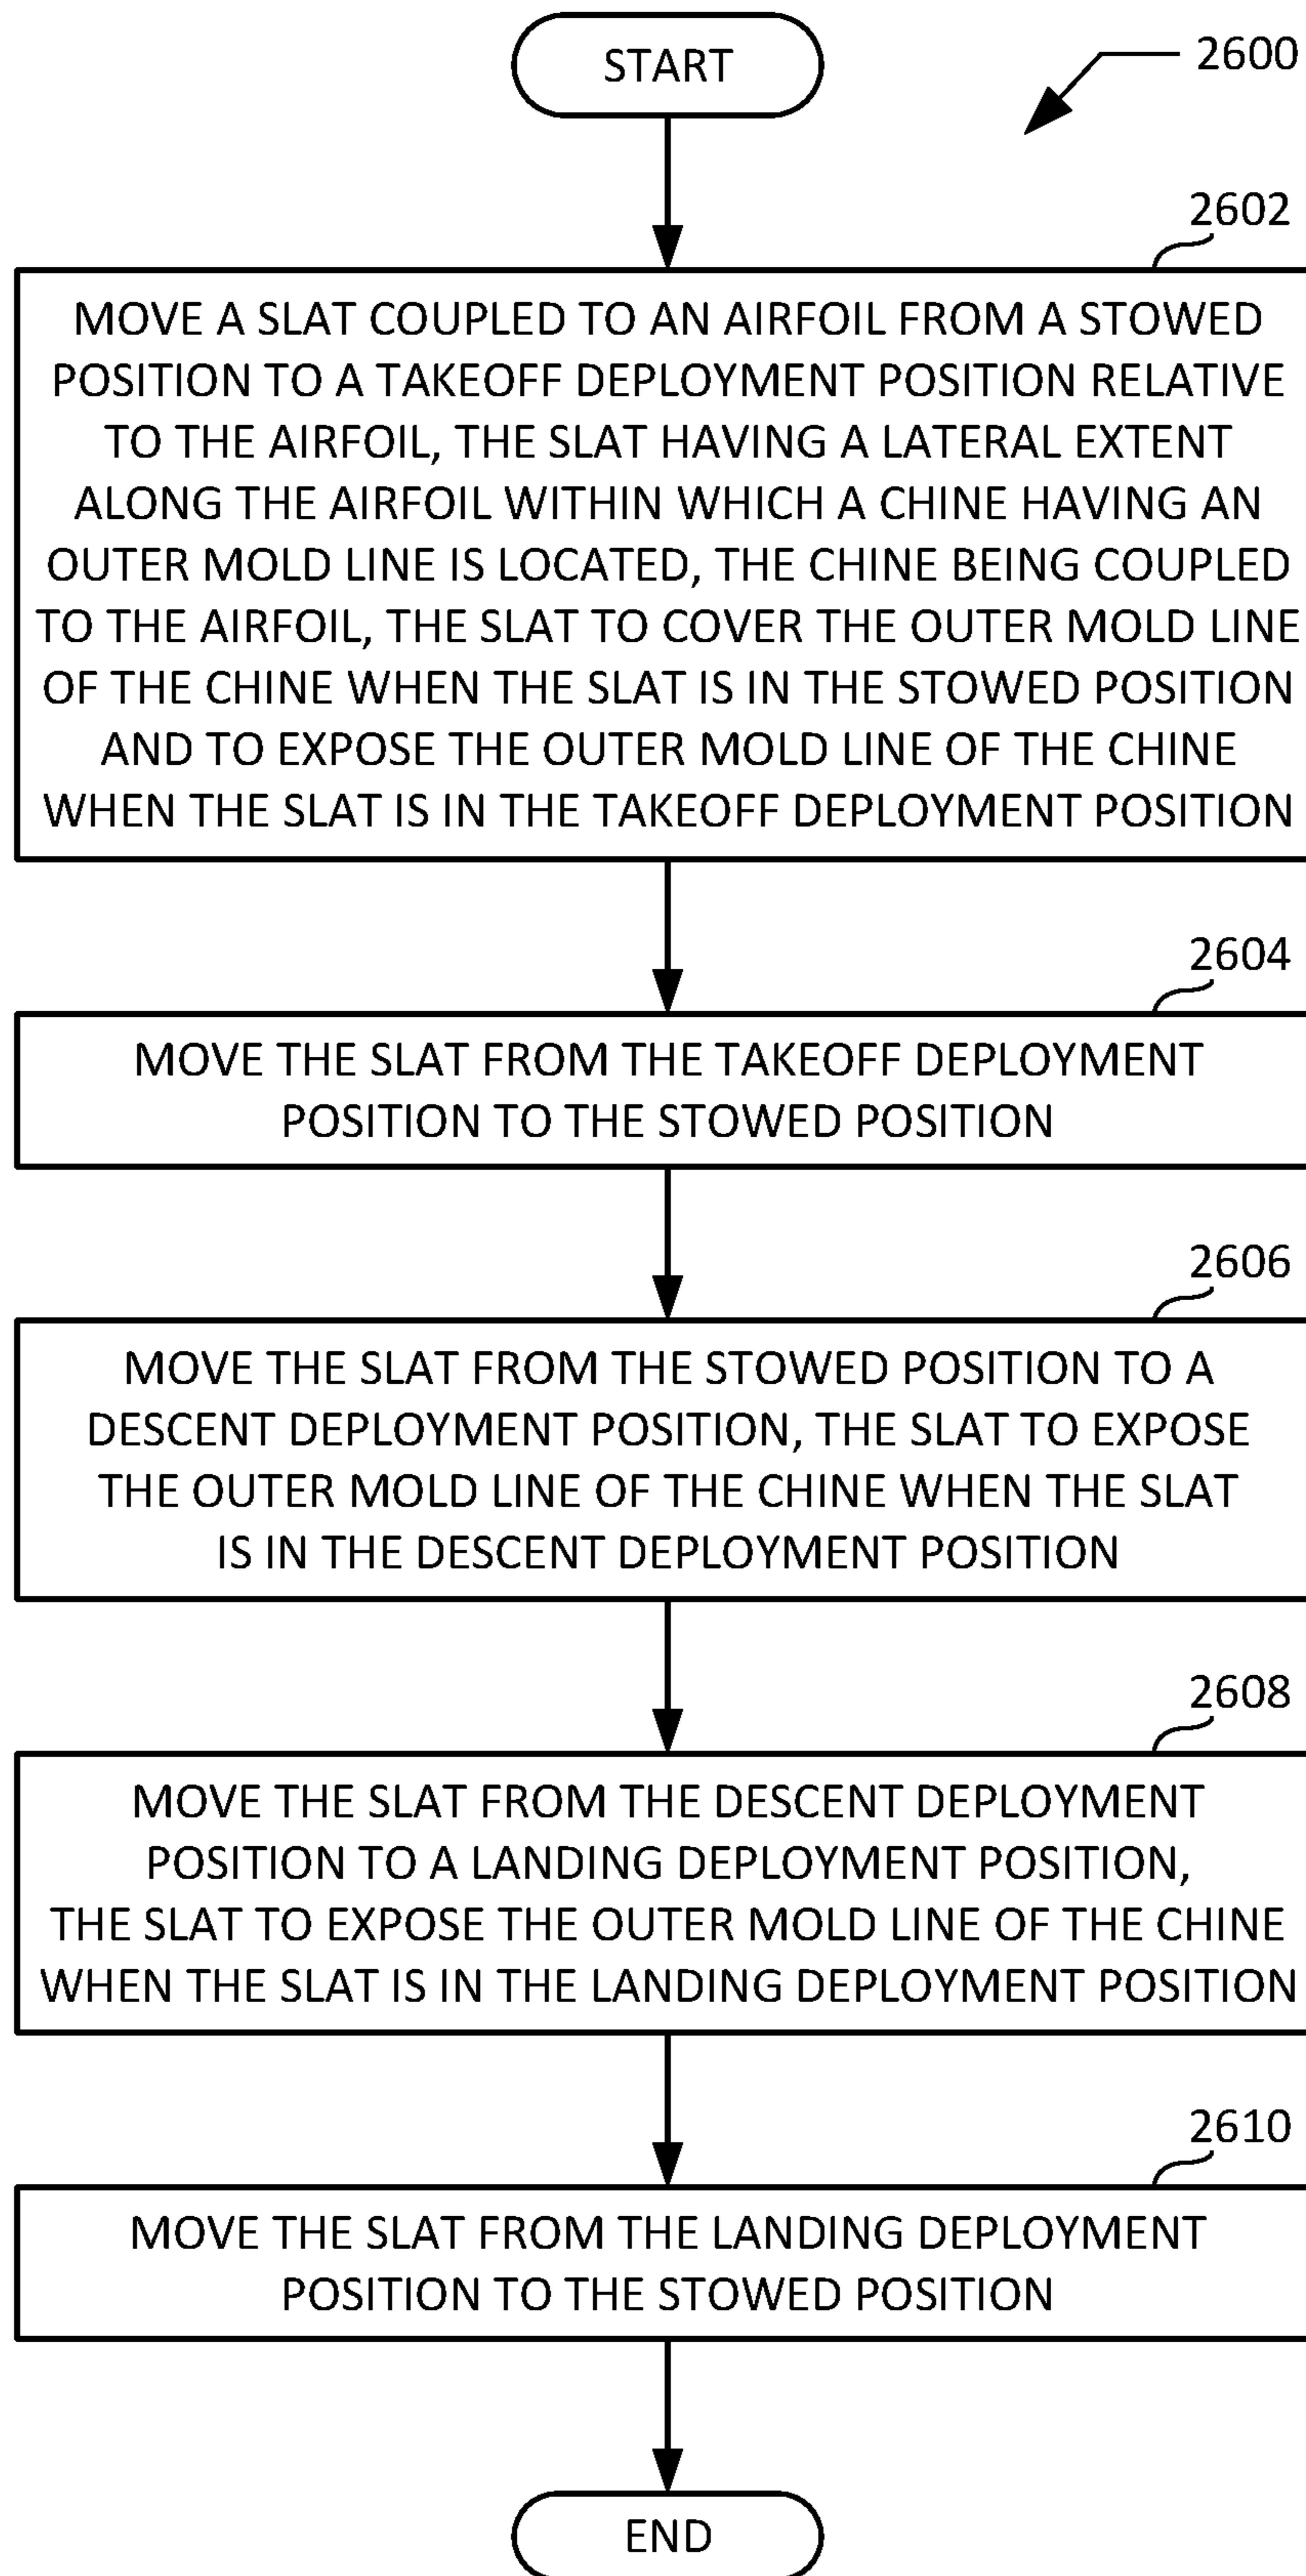 START
2600
2602
MOVE A SLAT COUPLED TO AN AIRFOIL FROM A STOWED
POSITION TO A TAKEOFF DEPLOYMENT POSITION RELATIVE
TO THE AIRFOIL, THE SLAT HAVING A LATERAL EXTENT
ALONG THE AIRFOIL WITHIN WHICH A CHINE HAVING AN
OUTER MOLD LINE IS LOCATED, THE CHINE BEING COUPLED
TO THE AIRFOIL, THE SLAT TO COVER THE OUTER MOLD LINE
OF THE CHINE WHEN THE SLAT IS IN THE STOWED POSITION
AND TO EXPOSE THE OUTER MOLD LINE OF THE CHINE
WHEN THE SLAT IS IN THE TAKEOFF DEPLOYMENT POSITION
2604
MOVE THE SLAT FROM THE TAKEOFF DEPLOYMENT
POSITION TO THE STOWED POSITION
2606
MOVE THE SLAT FROM THE STOWED POSITION TO A
DESCENT DEPLOYMENT POSITION, THE SLAT TO EXPOSE
THE OUTER MOLD LINE OF THE CHINE WHEN THE SLAT
IS IN THE DESCENT DEPLOYMENT POSITION
2608
MOVE THE SLAT FROM THE DESCENT DEPLOYMENT
POSITION TO A LANDING DEPLOYMENT POSITION,
THE SLAT TO EXPOSE THE OUTER MOLD LINE OF THE CHINE
WHEN THE SLAT IS IN THE LANDING DEPLOYMENT POSITION
2610
MOVE THE SLAT FROM THE LANDING DEPLOYMENT
POSITION TO THE STOWED POSITION
END